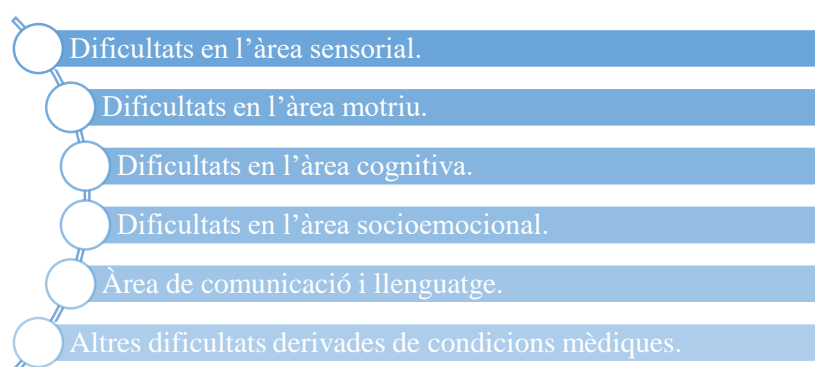 Dificultats en l’àrea sensorial.
Dificultats en l’àrea motriu.
Dificultats en l’àrea cognitiva.
Dificultats en l’àrea socioemocional.
Àrea de comunicació i llenguatge.
Altres dificultats derivades de condicions mèdiques.